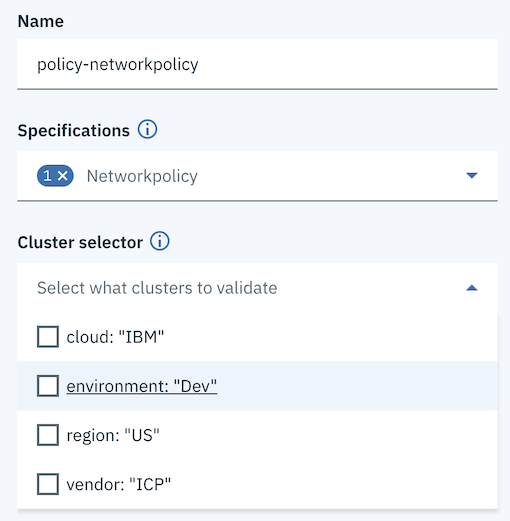 Name
policy-networkpolicy
Specifications
1 Networkpolicy
Cluster selector
Select what clusters to validate
cloud: "IBM"
environment: "Dev"
region: "US"
vendor: "ICP"